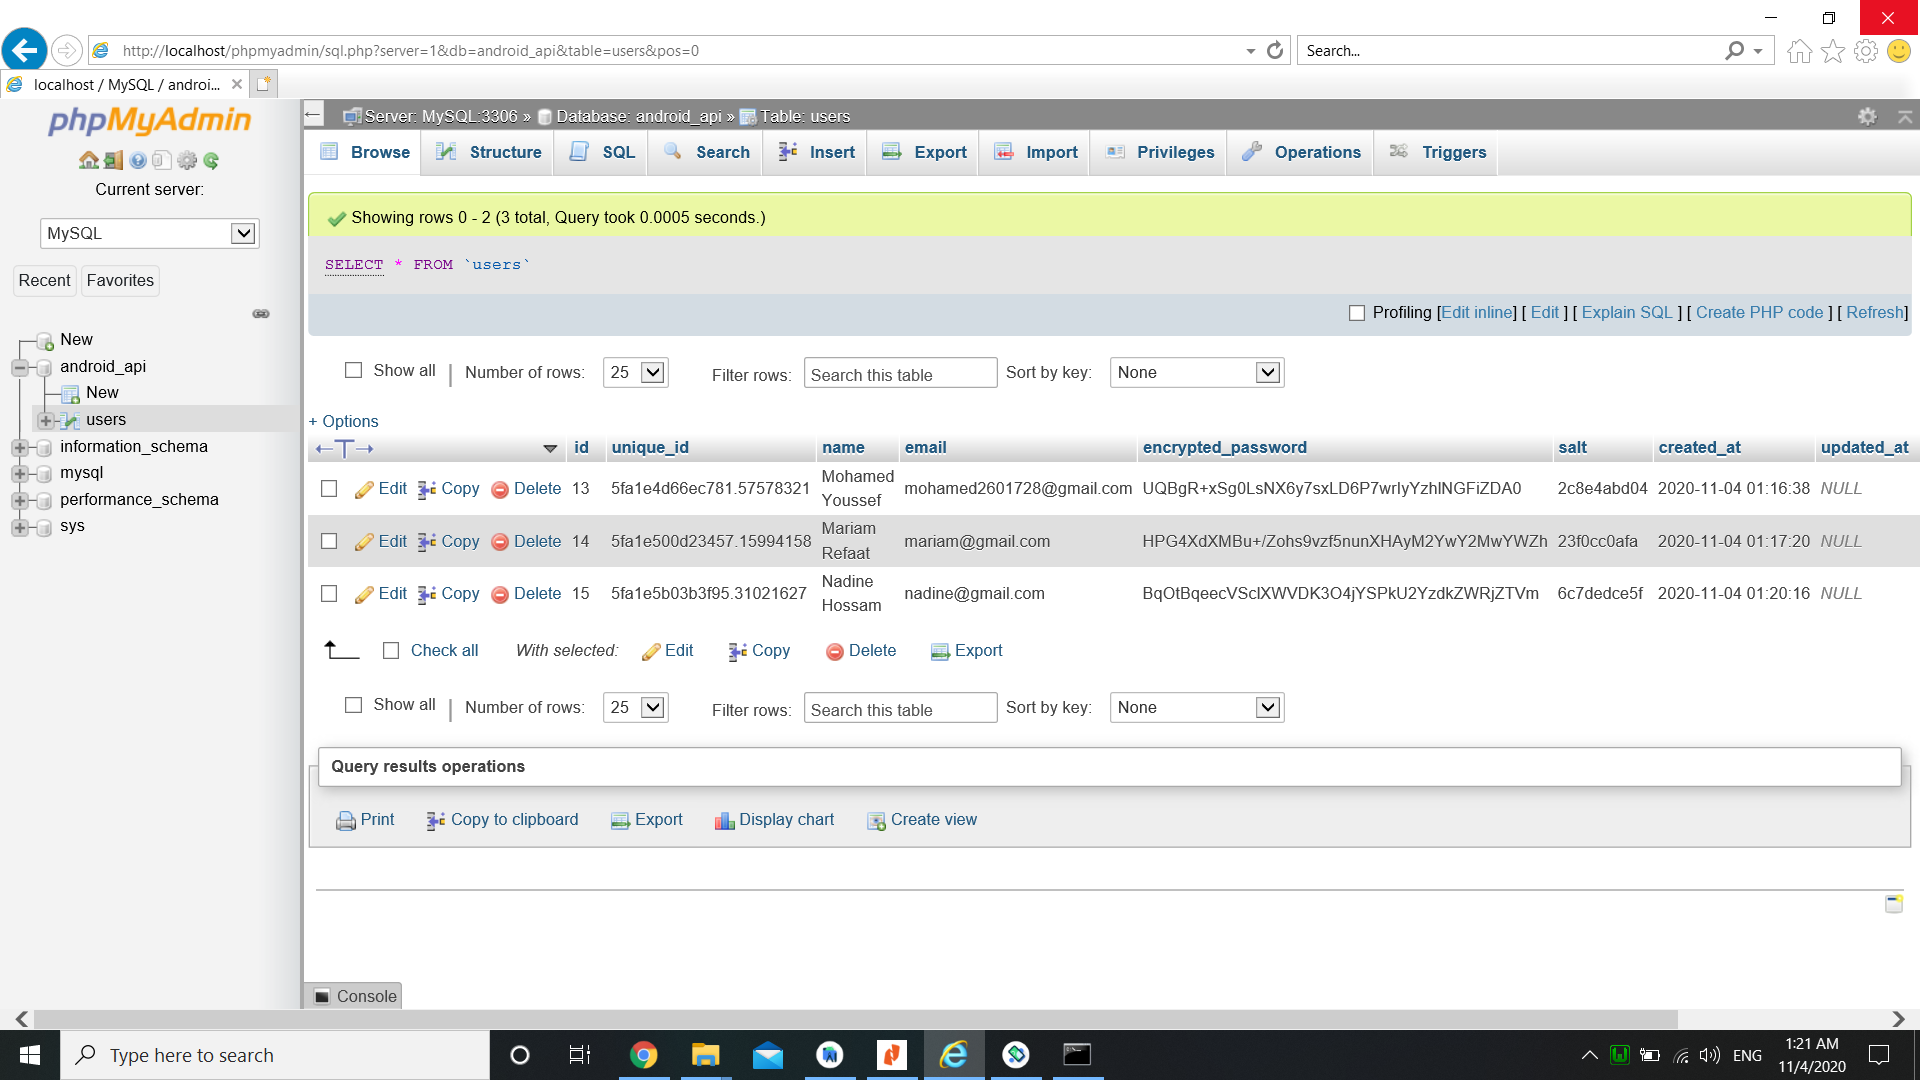 http://localhost/phpmyadmin/sql.php?server=1&db=android_api&table=users&pos=0
Search...
localhost / MySQL / androi...
phpMyAdmin
Current server:
MySQL
Recent Favorites
New
android_api
New
users
information_schema
mysql
performance_schema
sys
Server: MySQL:3306 » Database: android_api » Table: users
Browse Structure SQL Search Insert Export Import Privileges Operations Triggers
Showing rows 0 - 2 (3 total, Query took 0.0005 seconds.)
SELECT * FROM `users`
Profiling [Edit inline] [ Edit ] [ Explain SQL ] [ Create PHP code ] [ Refresh]
Show all | Number of rows: 25 Filter rows: Search this table Sort by key: None
+ Options
id unique_id name email encrypted_password salt created_at updated_at
Edit Copy Delete 13 5fa1e4d66ec781.57578321 Mohamed Youssef mohamed2601728@gmail.com UQBgR+xSg0LsNX6y7sxLD6P7wrIyYzhlNGFiZDA0 2c8e4abd04 2020-11-04 01:16:38 NULL
Edit Copy Delete 14 5fa1e500d23457.15994158 Mariam Refaat mariam@gmail.com HPG4XdXMBu+/Zohs9vzf5nunXHAyM2YwY2MwYWZh 23f0cc0afa 2020-11-04 01:17:20 NULL
Edit Copy Delete 15 5fa1e5b03b3f95.31021627 Nadine Hossam nadine@gmail.com BqOtBqeecVSclXWVDK3O4jYSPkU2YzdkZWRjZTVm 6c7dedce5f 2020-11-04 01:20:16 NULL
Check all With selected: Edit Copy Delete Export
Show all | Number of rows: 25 Filter rows: Search this table Sort by key: None
Query results operations
Print Copy to clipboard Export Display chart Create view
Console
Type here to search
ENG
1:21 AM
11/4/2020